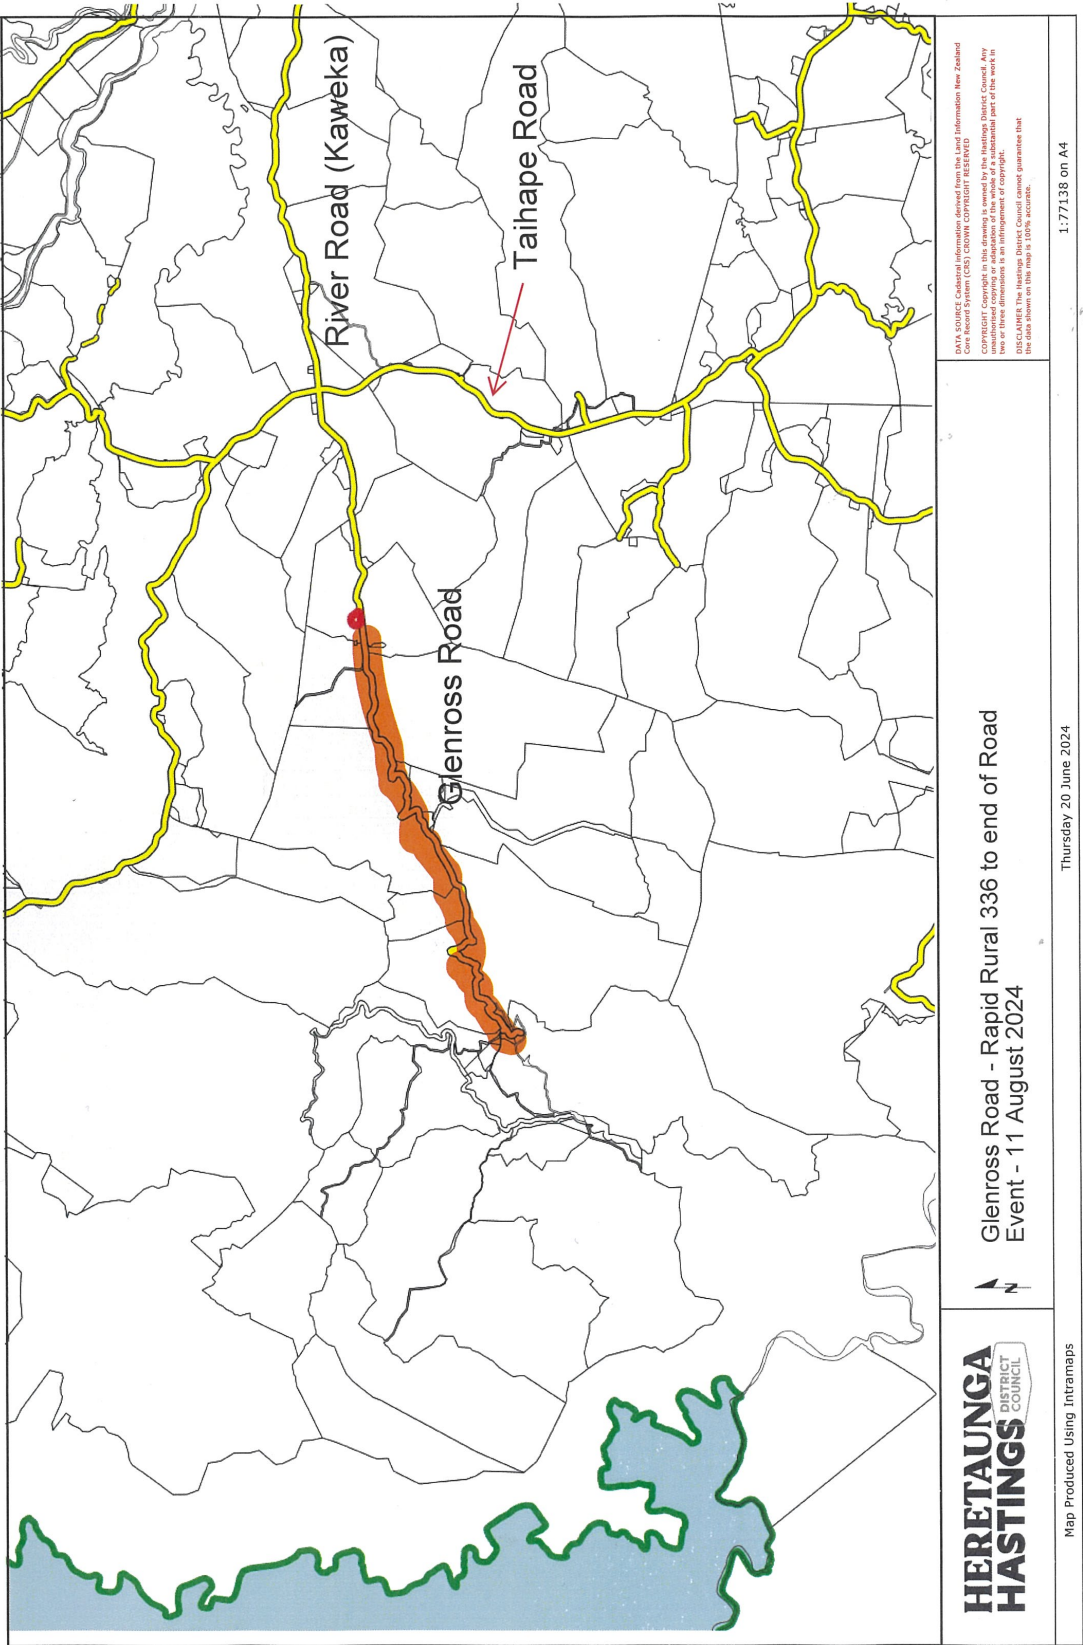 River Road (Kaweka)
Taihape Road
Glenross Road
HERETAUNGA
HASTINGS
DISTRICT
COUNCIL
N
Glenross Road - Rapid Rural 336 to end of Road
Event - 11 August 2024
DATA SOURCE Cadastral information derived from the Land Information New Zealand
Core Record System (CRS) CROWN COPYRIGHT RESERVED
COPYRIGHT Copyright in this drawing is owned by the Hastings District Council. Any
unauthorised copying or adaptation of the whole of a substantial part of the work in
two or three dimensions is an infringement of copyright.
DISCLAIMER The Hastings District Council cannot guarantee that
the data shown on this map is 100% accurate.
Map Produced Using Intramaps
Thursday 20 June 2024
1:77138 on A4